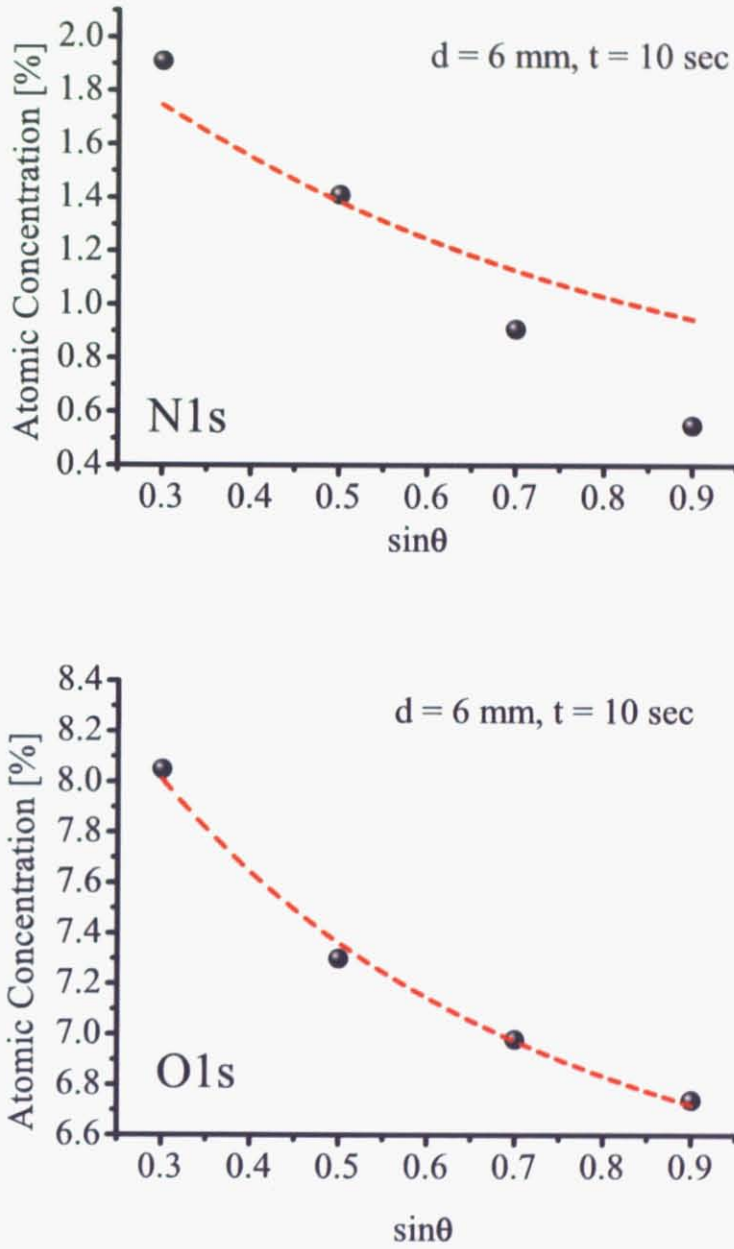 Atomic Concentration [%]
2.0
1.8
1.6
1.4
1.2
1.0
0.8
0.6
0.4
d = 6 mm, t = 10 sec
N1s
0.3 0.4 0.5 0.6 0.7 0.8 0.9
sinθ
Atomic Concentration [%]
8.4
8.2
8.0
7.8
7.6
7.4
7.2
7.0
6.8
6.6
d = 6 mm, t = 10 sec
O1s
0.3 0.4 0.5 0.6 0.7 0.8 0.9
sinθ